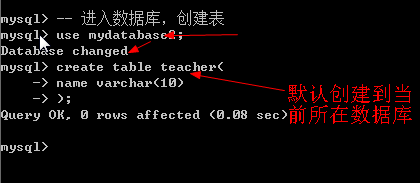 mysql> -- 进入数据库，创建表
mysql> use mydatabase2;
Database changed
mysql> create table teacher(
    -> name varchar(10)
    -> );
默认创建到当
前所在数据库
Query OK, 0 rows affected (0.08 sec)
mysql>